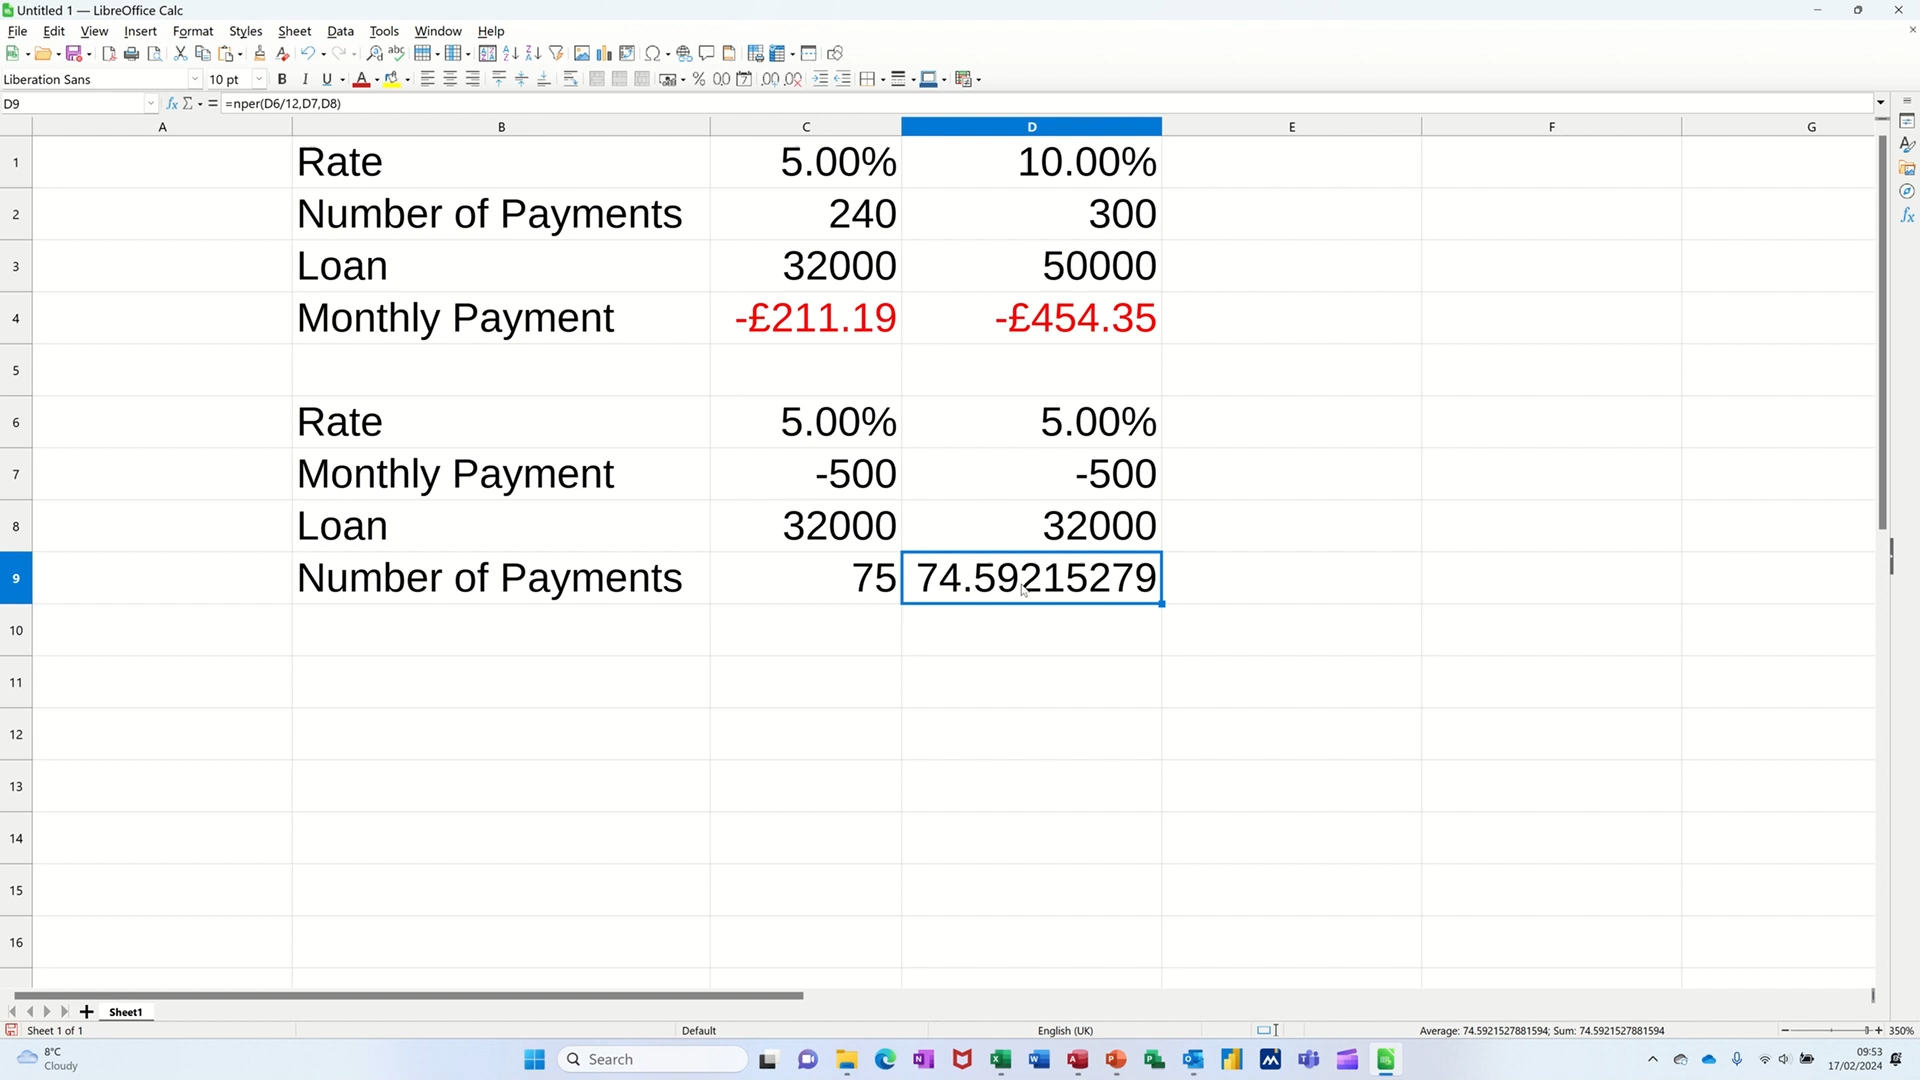 Untitled 1 — LibreOffice Calc
File Edit View Insert Format Styles Sheet Data Tools Window Help
Liberation Sans 10 pt
D9 =nper(D6/12,D7,D8)
A B C D E F G
1 Rate 5.00% 10.00%
2 Number of Payments 240 300
3 Loan 32000 50000
4 Monthly Payment -£211.19 -£454.35
5
6 Rate 5.00% 5.00%
7 Monthly Payment -500 -500
8 Loan 32000 32000
9 Number of Payments 75 74.59215279
10
11
12
13
14
15
16
Sheet1
Sheet 1 of 1 Default English (UK) Average: 74.5921527881594; Sum: 74.5921527881594 350%
8°C Search 09:53
Cloudy 17/02/2024